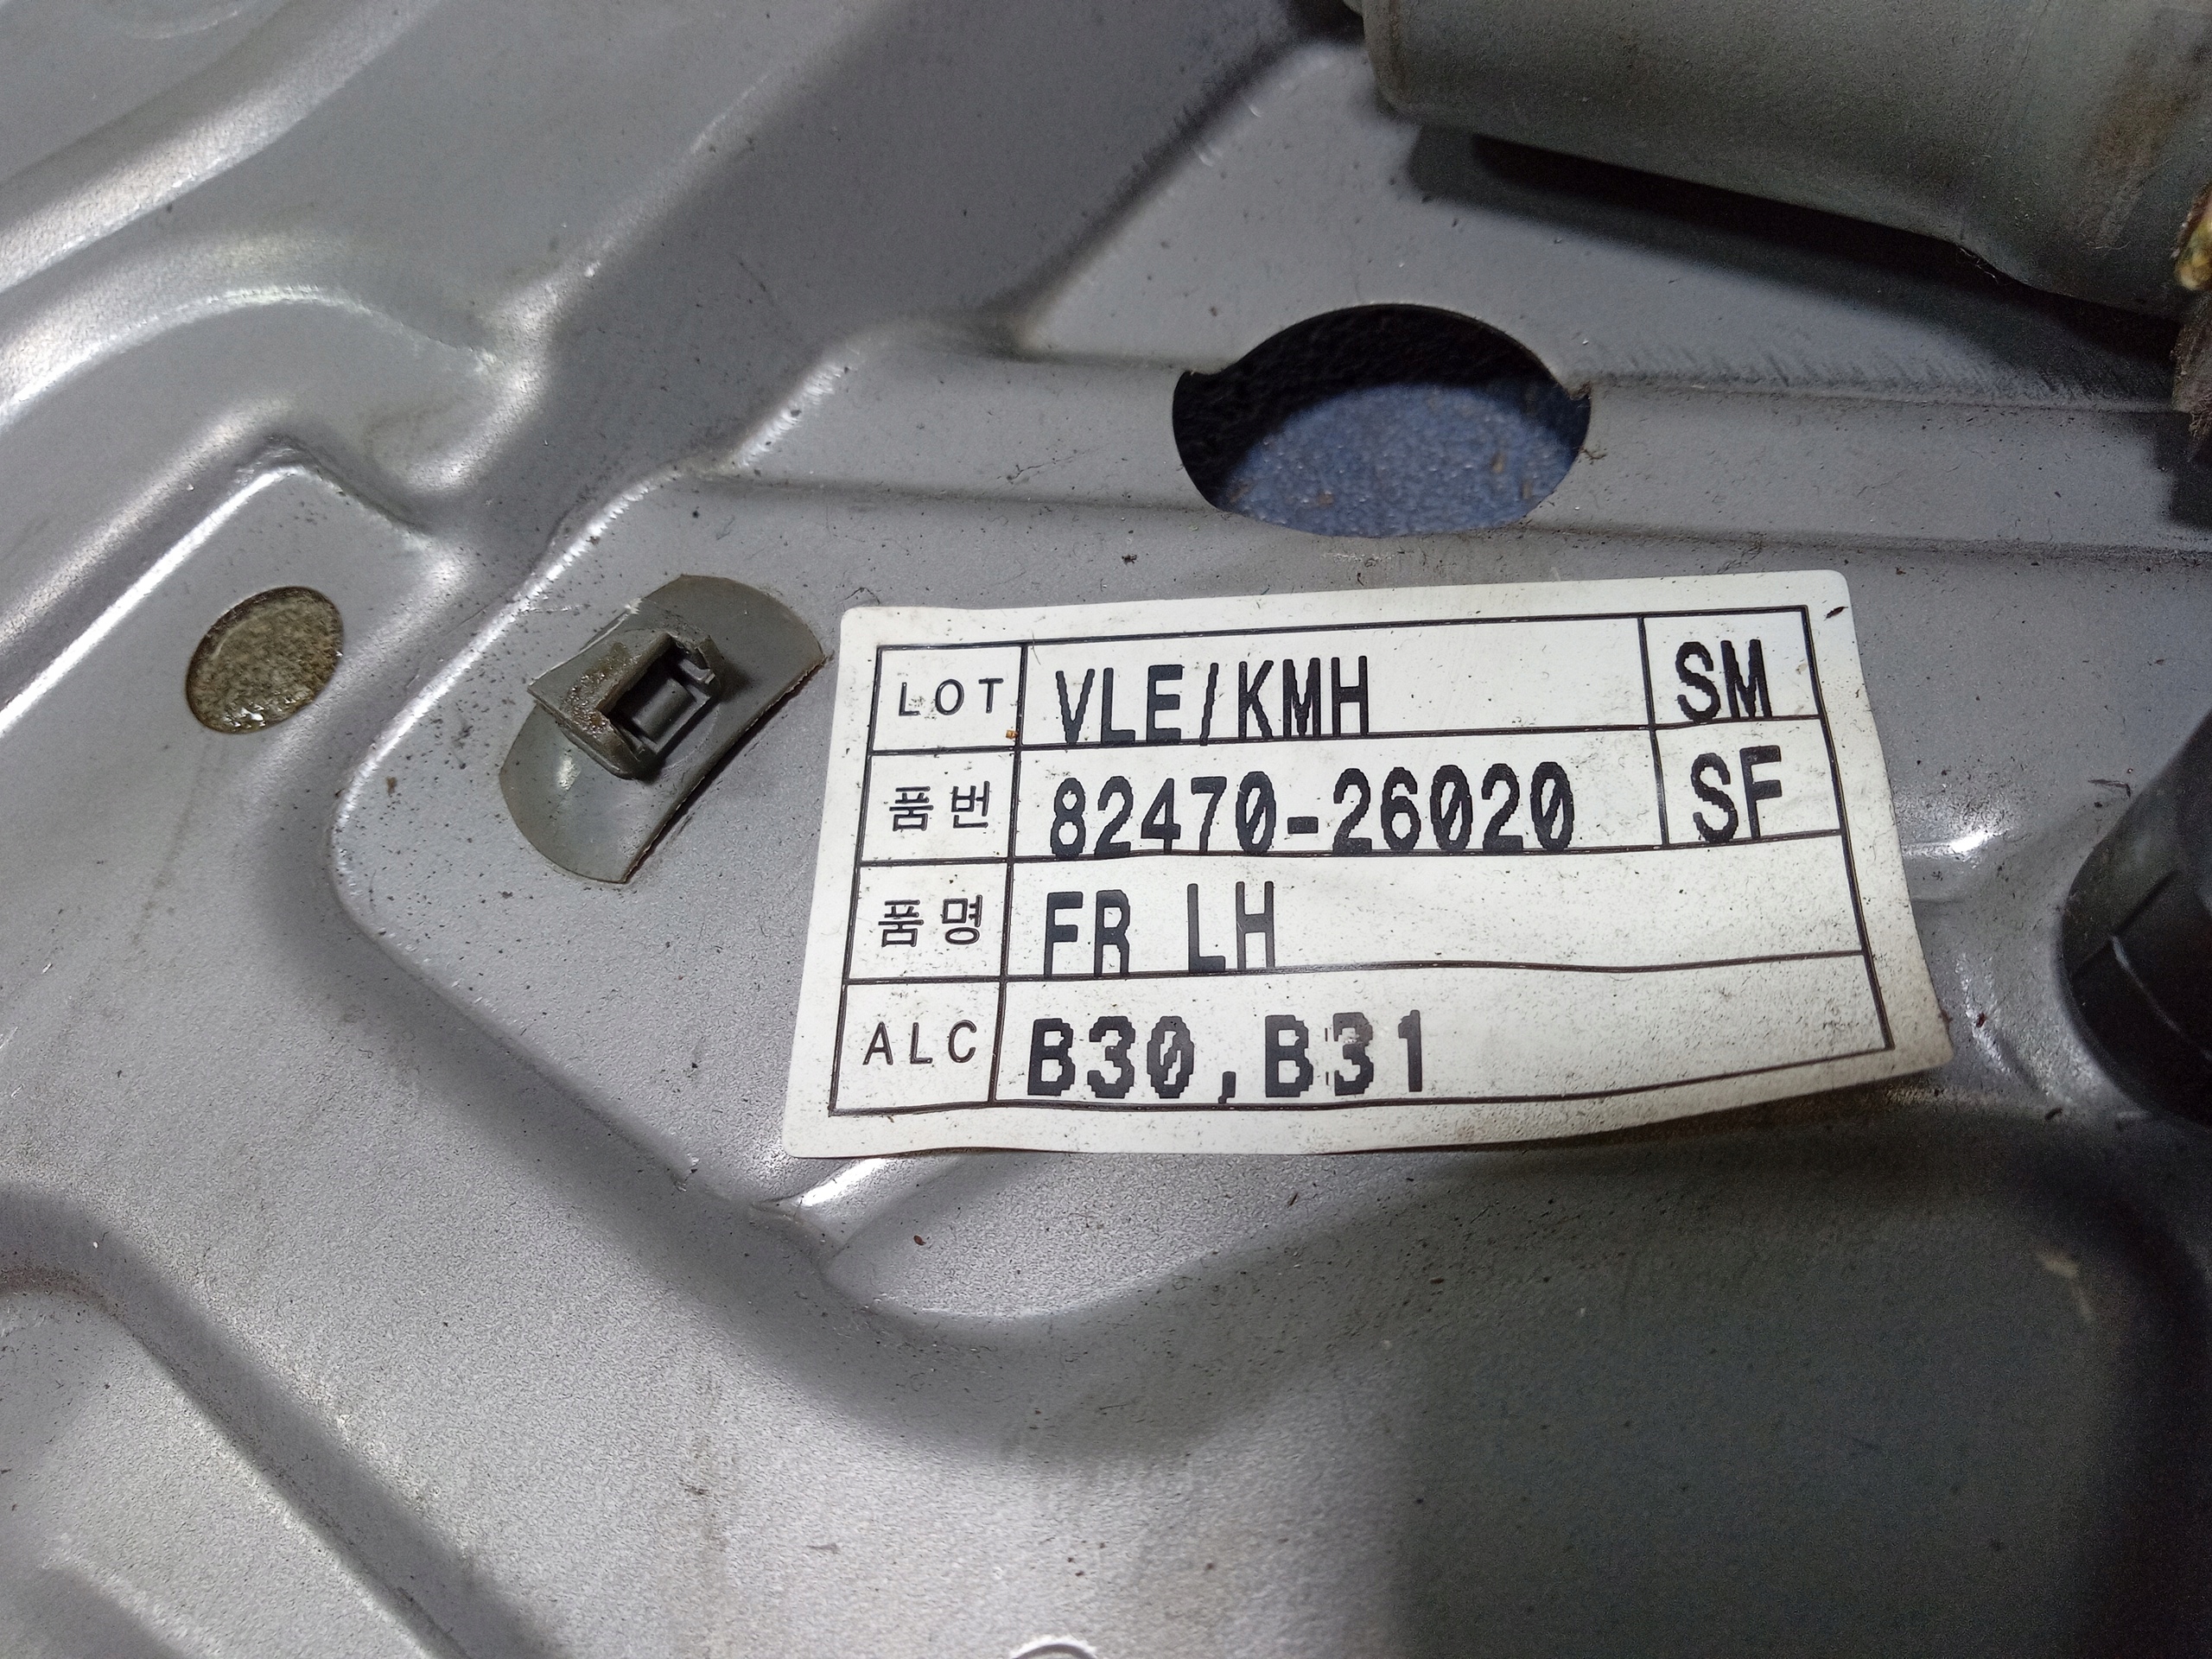 LOT VLE/KMH SM
품번 82470-26020 SF
품명 FR LH
ALC B30,B31